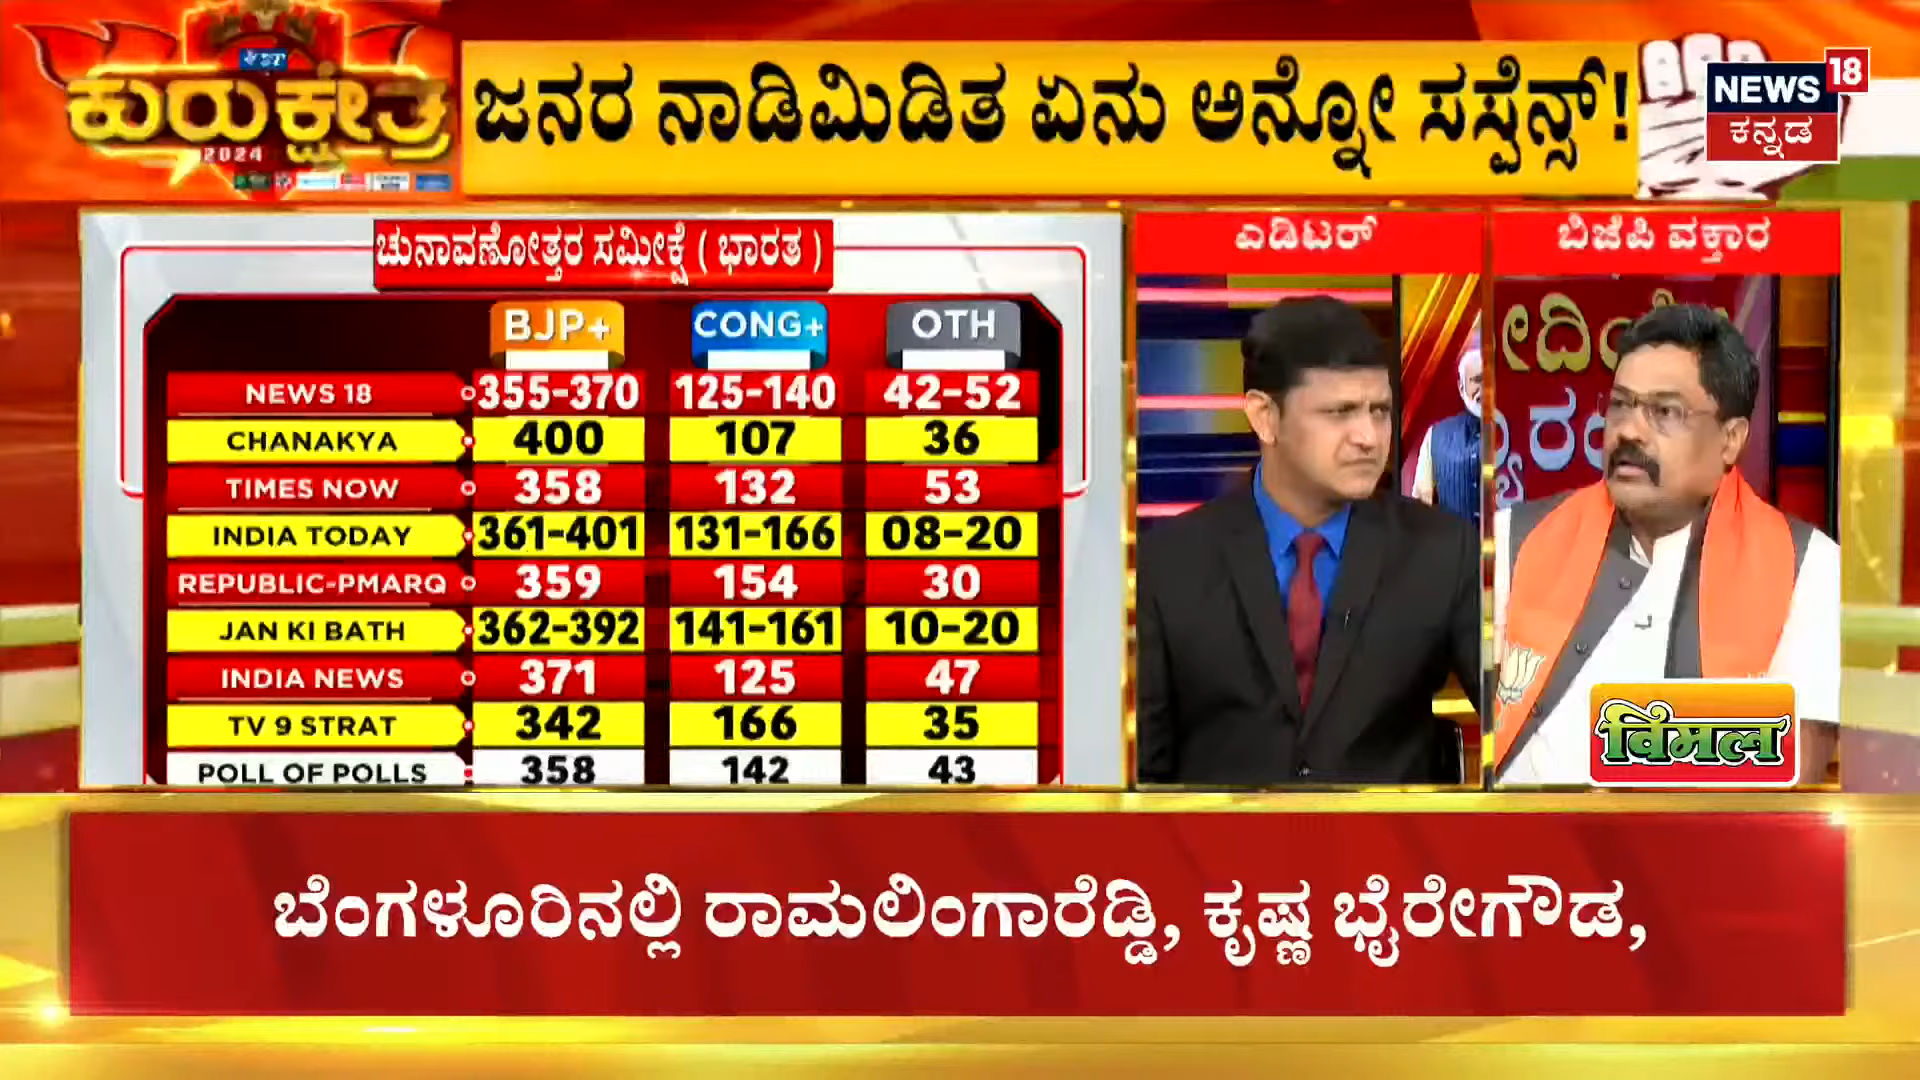 ಕುರುಕ್ಷೇತ್ರ
2024
ಜನರ ನಾಡಿಮಿಡಿತ ಏನು ಅನ್ನೋ ಸಸ್ಪೆನ್ಸ್!
NEWS 18
ಕನ್ನಡ
ಚುನಾವಣೋತ್ತರ ಸಮೀಕ್ಷೆ ( ಭಾರತ )
BJP+ CONG+ OTH
NEWS 18 355-370 125-140 42-52
CHANAKYA 400 107 36
TIMES NOW 358 132 53
INDIA TODAY 361-401 131-166 08-20
REPUBLIC-PMARQ 359 154 30
JAN KI BATH 362-392 141-161 10-20
INDIA NEWS 371 125 47
TV 9 STRAT 342 166 35
POLL OF POLLS 358 142 43
ಎಡಿಟರ್
ಬಿಜೆಪಿ ವಕ್ತಾರ
विमल
ಬೆಂಗಳೂರಿನಲ್ಲಿ ರಾಮಲಿಂಗಾರೆಡ್ಡಿ, ಕೃಷ್ಣ ಭೈರೇಗೌಡ,